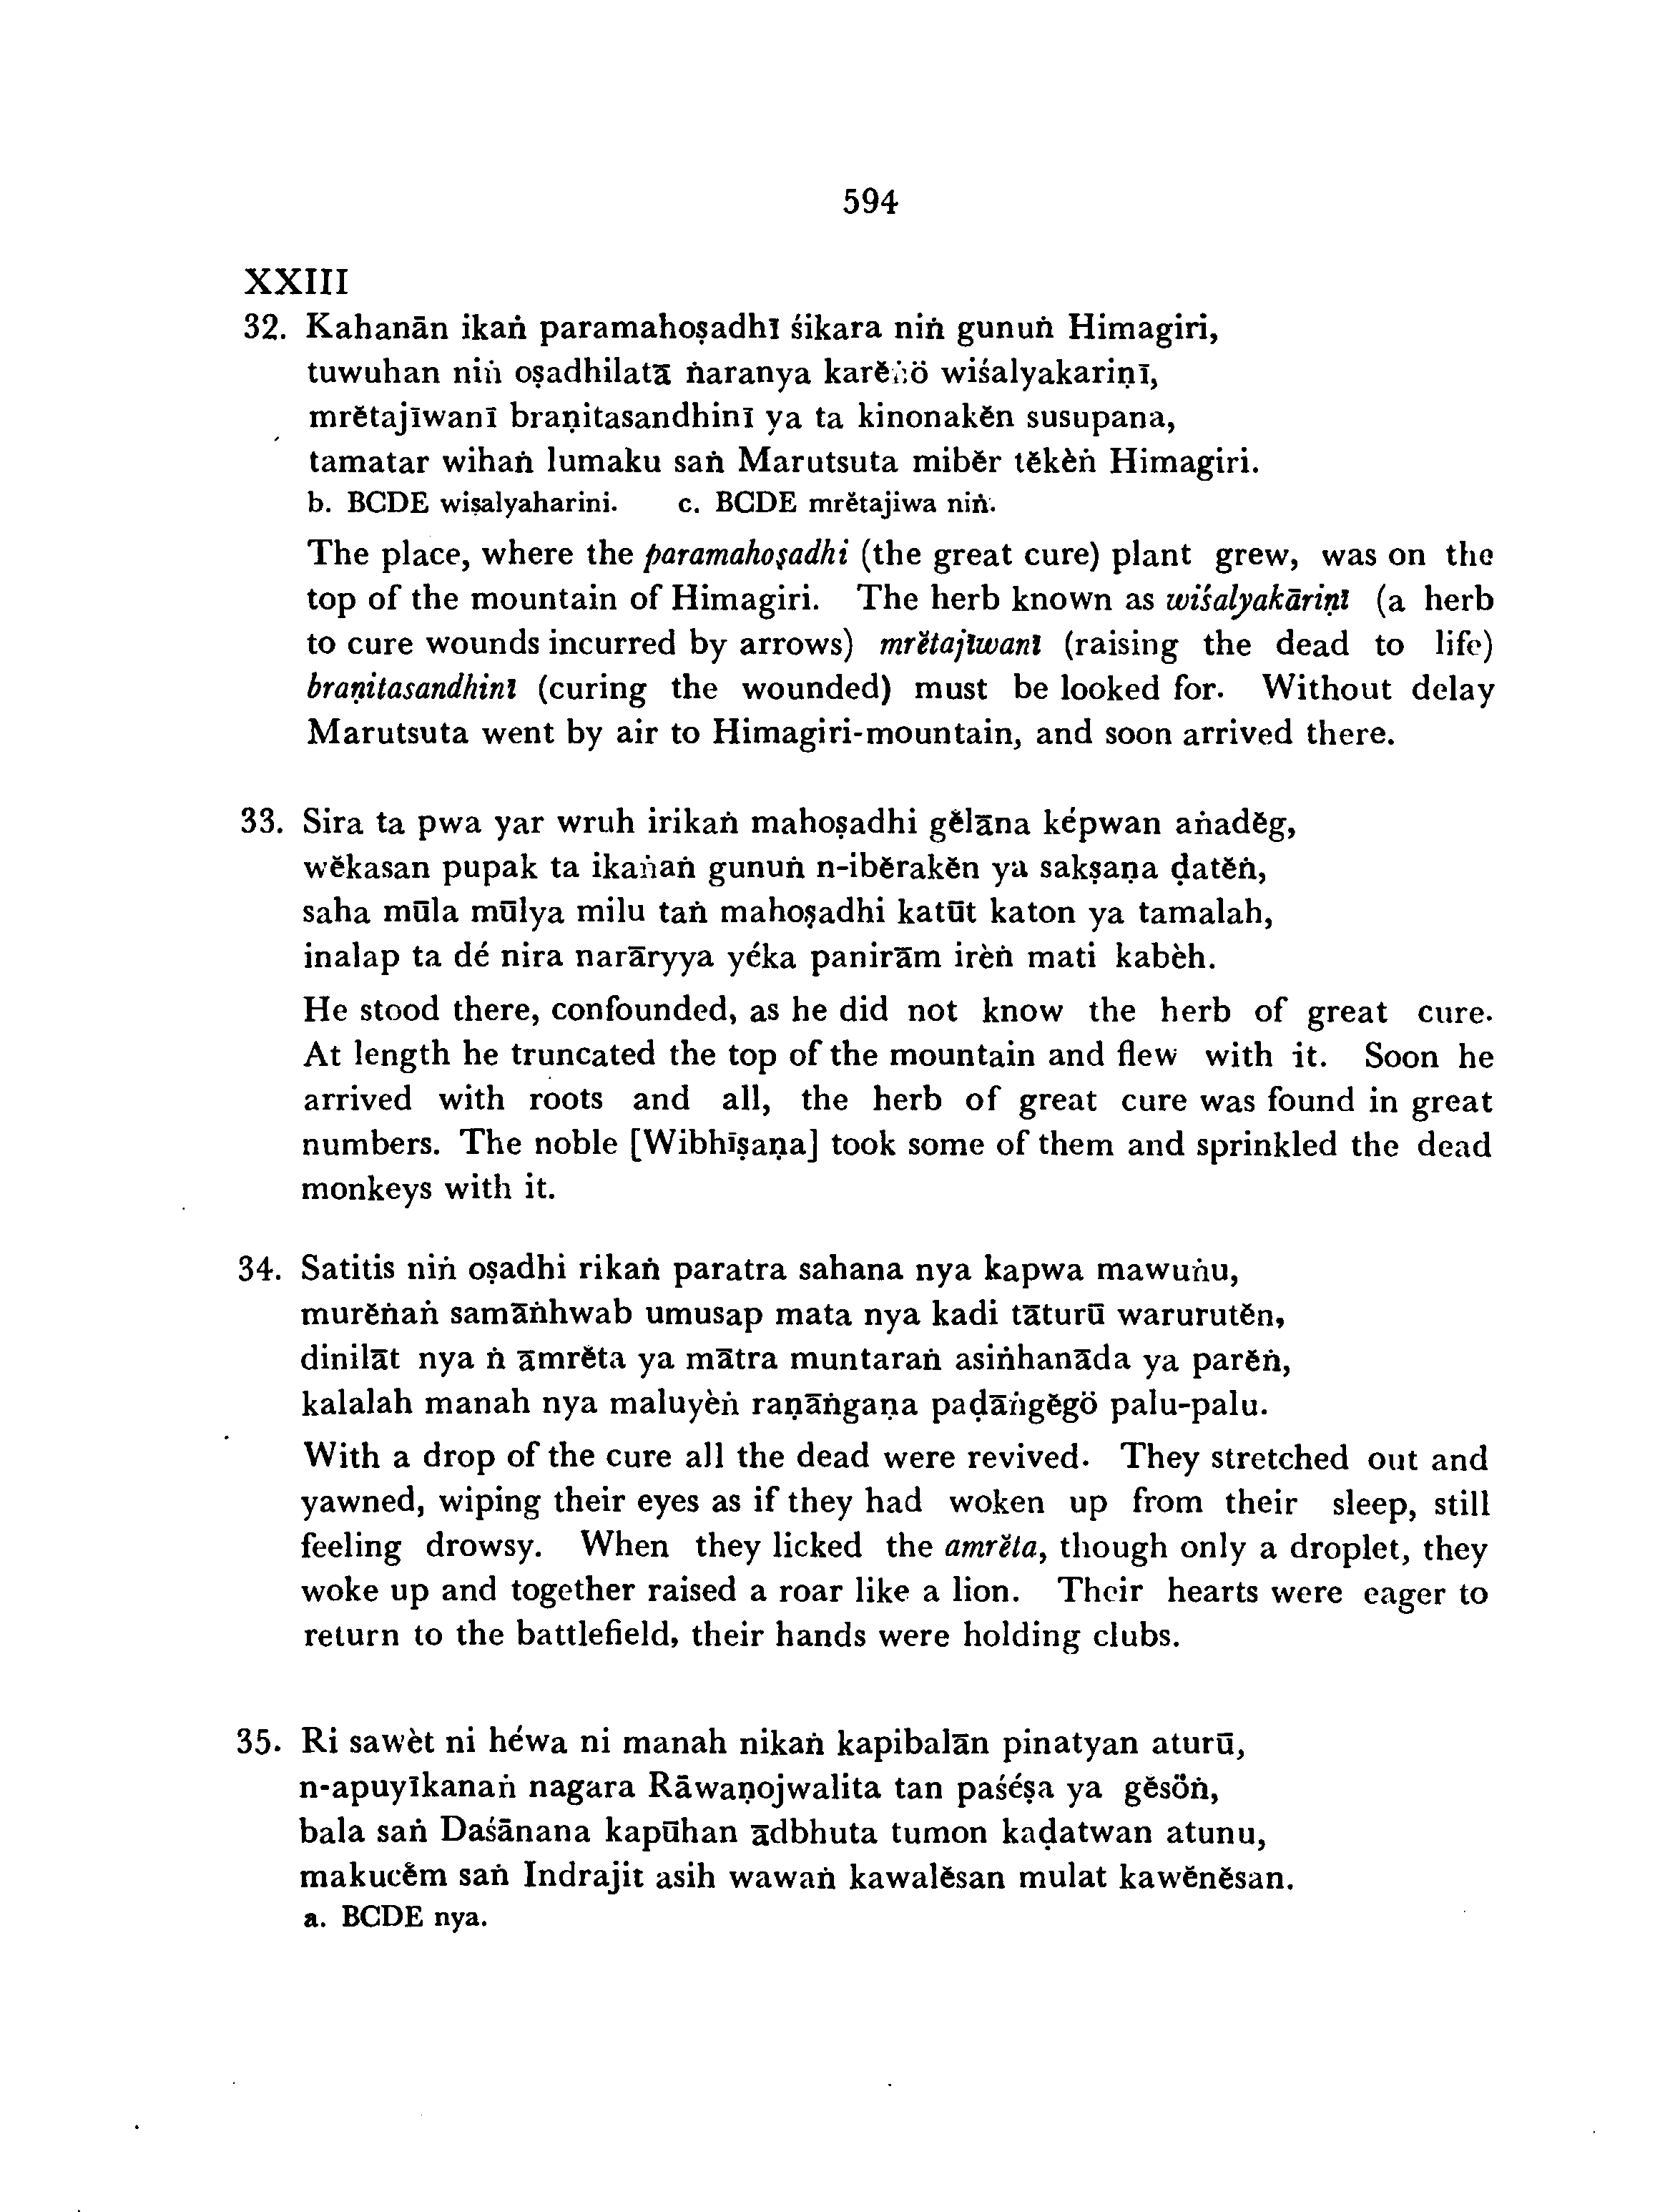 594
XXIII
32. Kahanān ikaṅ paramahoṣadhī śikara niṅ gunuṅ Himagiri,
tuwuhan niṅ oṣadhilatā ṅaranya karĕṅö wiśalyakariṇī,
mrĕtajīwanī braṇitasandhinī ya ta kinonakĕn susupana,
tamatar wihaṅ lumaku saṅ Marutsuta mibĕr tĕkèṅ Himagiri.
b. BCDE wiṣalyaharini. c. BCDE mrĕtajiwa niṅ.
The place, where the paramahoṣadhi (the great cure) plant grew, was on the
top of the mountain of Himagiri. The herb known as wiśalyakāriṇī (a herb
to cure wounds incurred by arrows) mrĕtajīwanī (raising the dead to life)
braṇitasandhinī (curing the wounded) must be looked for. Without delay
Marutsuta went by air to Himagiri-mountain, and soon arrived there.
33. Sira ta pwa yar wruh irikaṅ mahoṣadhi gĕlāna képwan aṅadĕg,
wĕkasan pupak ta ikaṅaṅ gunuṅ n-ibĕrakĕn ya sakṣaṇa ḍatĕṅ,
saha mūla mūlya milu taṅ mahoṣadhi katūt katon ya tamalah,
inalap ta dé nira narāryya yéka panirām irèṅ mati kabèh.
He stood there, confounded, as he did not know the herb of great cure.
At length he truncated the top of the mountain and flew with it. Soon he
arrived with roots and all, the herb of great cure was found in great
numbers. The noble [Wibhīṣaṇa] took some of them and sprinkled the dead
monkeys with it.
34. Satitis niṅ oṣadhi rikaṅ paratra sahana nya kapwa mawuṅu,
murĕṅaṅ samāṅhwab umusap mata nya kadi tāturū warurutĕn,
dinilāt nya ṅ āmrĕta ya mātra muntaraṅ asiṅhanāda ya parĕṅ,
kalalah manah nya maluyèṅ raṇāṅgaṇa paḍāṅgĕgö palu-palu.
With a drop of the cure all the dead were revived. They stretched out and
yawned, wiping their eyes as if they had woken up from their sleep, still
feeling drowsy. When they licked the amrĕta, though only a droplet, they
woke up and together raised a roar like a lion. Their hearts were eager to
return to the battlefield, their hands were holding clubs.
35. Ri sawèt ni héwa ni manah nikaṅ kapibalān pinatyan aturū,
n-apuyīkanaṅ nagara Rāwaṇojwalita tan paśéṣa ya gĕsöṅ,
bala saṅ Daśānana kapūhan ādbhuta tumon kaḍatwan atunu,
makucĕm saṅ Indrajit asih wawaṅ kawalĕsan mulat kawĕnĕsan.
a. BCDE nya.